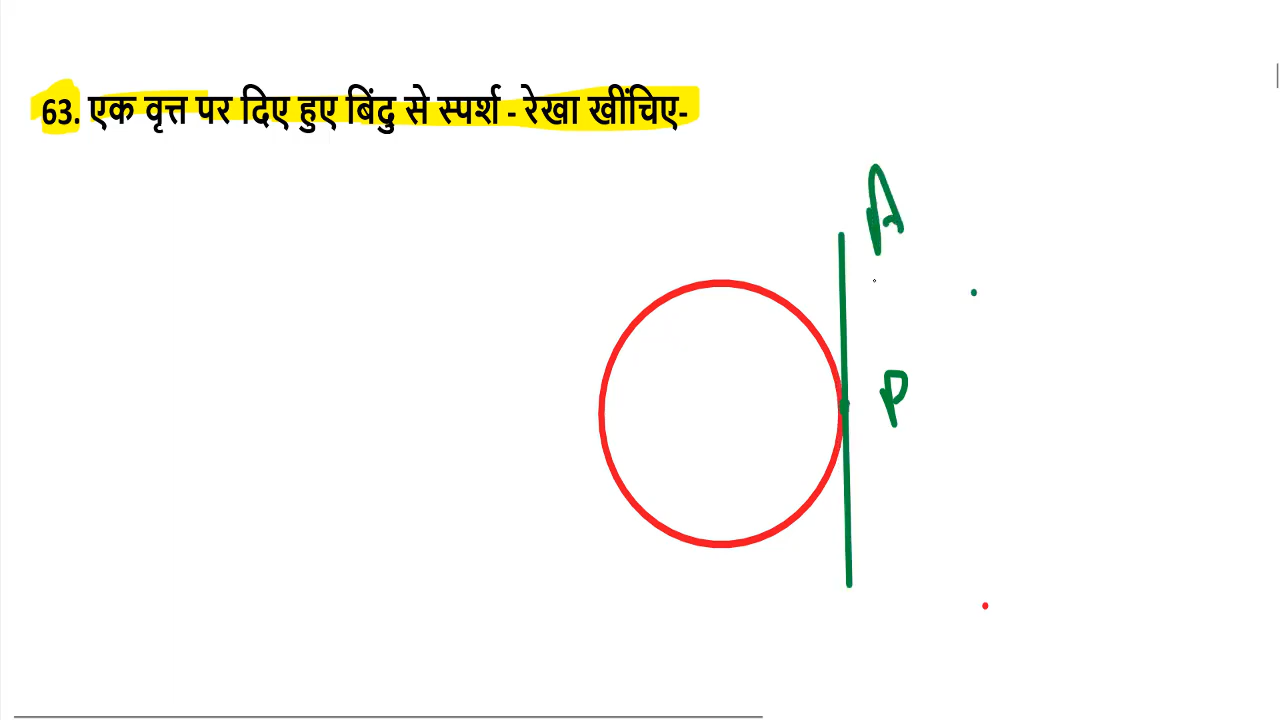 63. एक वृत्त पर दिए हुए बिंदु से स्पर्श - रेखा खींचिए-
A
P